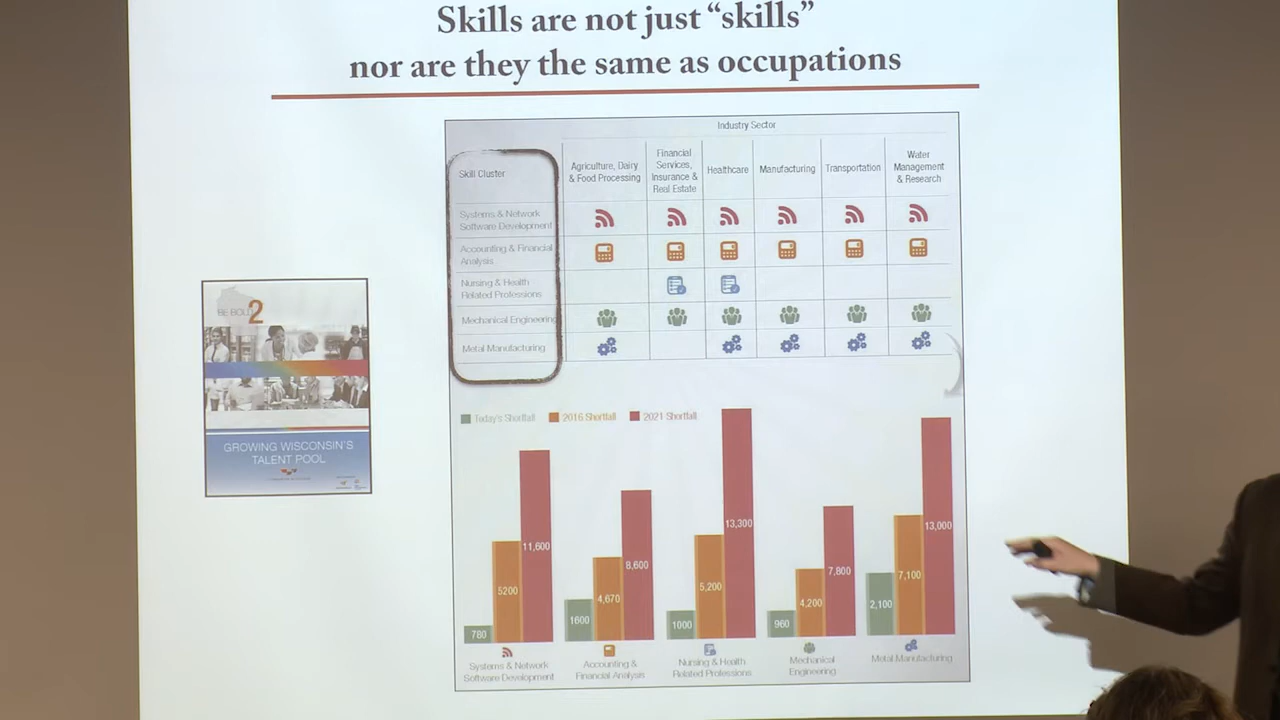 Skills are not just “skills”
nor are they the same as occupations
Industry Sector
Skill Cluster
Agriculture, Dairy
& Food Processing
Financial
Services,
Insurance &
Real Estate
Healthcare
Manufacturing
Transportation
Water
Management
& Research
Systems & Network
Software Development
Accounting & Financial
Analysis
Nursing & Health
Related Professions
Mechanical Engineering
Metal Manufacturing
BE BOLD 2
GROWING WISCONSIN'S
TALENT POOL
Today's Shortfall
2016 Shortfall
2021 Shortfall
780
5200
11,600
1600
4,670
8,600
1000
5,200
13,300
960
4,200
7,800
2,100
7,100
13,000
Systems & Network
Software Development
Accounting &
Financial Analysis
Nursing & Health
Related Professions
Mechanical
Engineering
Metal Manufacturing